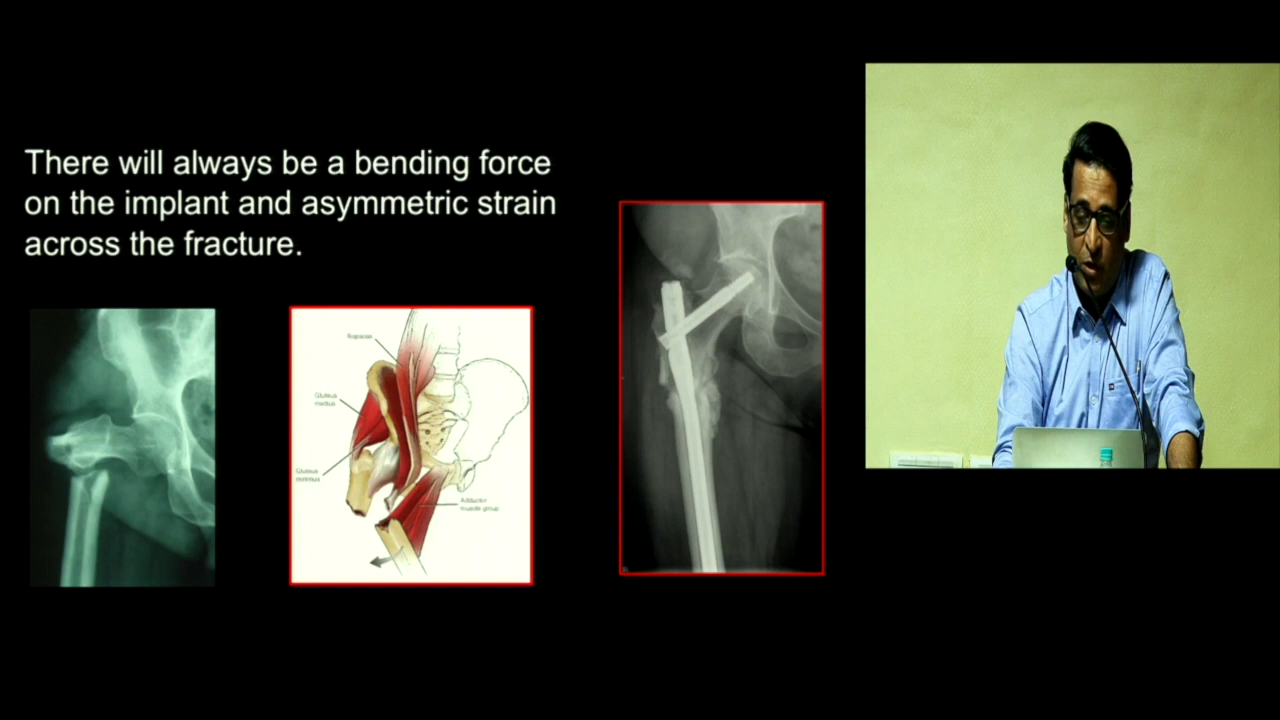 There will always be a bending force
on the implant and asymmetric strain
across the fracture.
Iliopsoas
Gluteus
medius
Gluteus
minimus
Adductor
muscle group